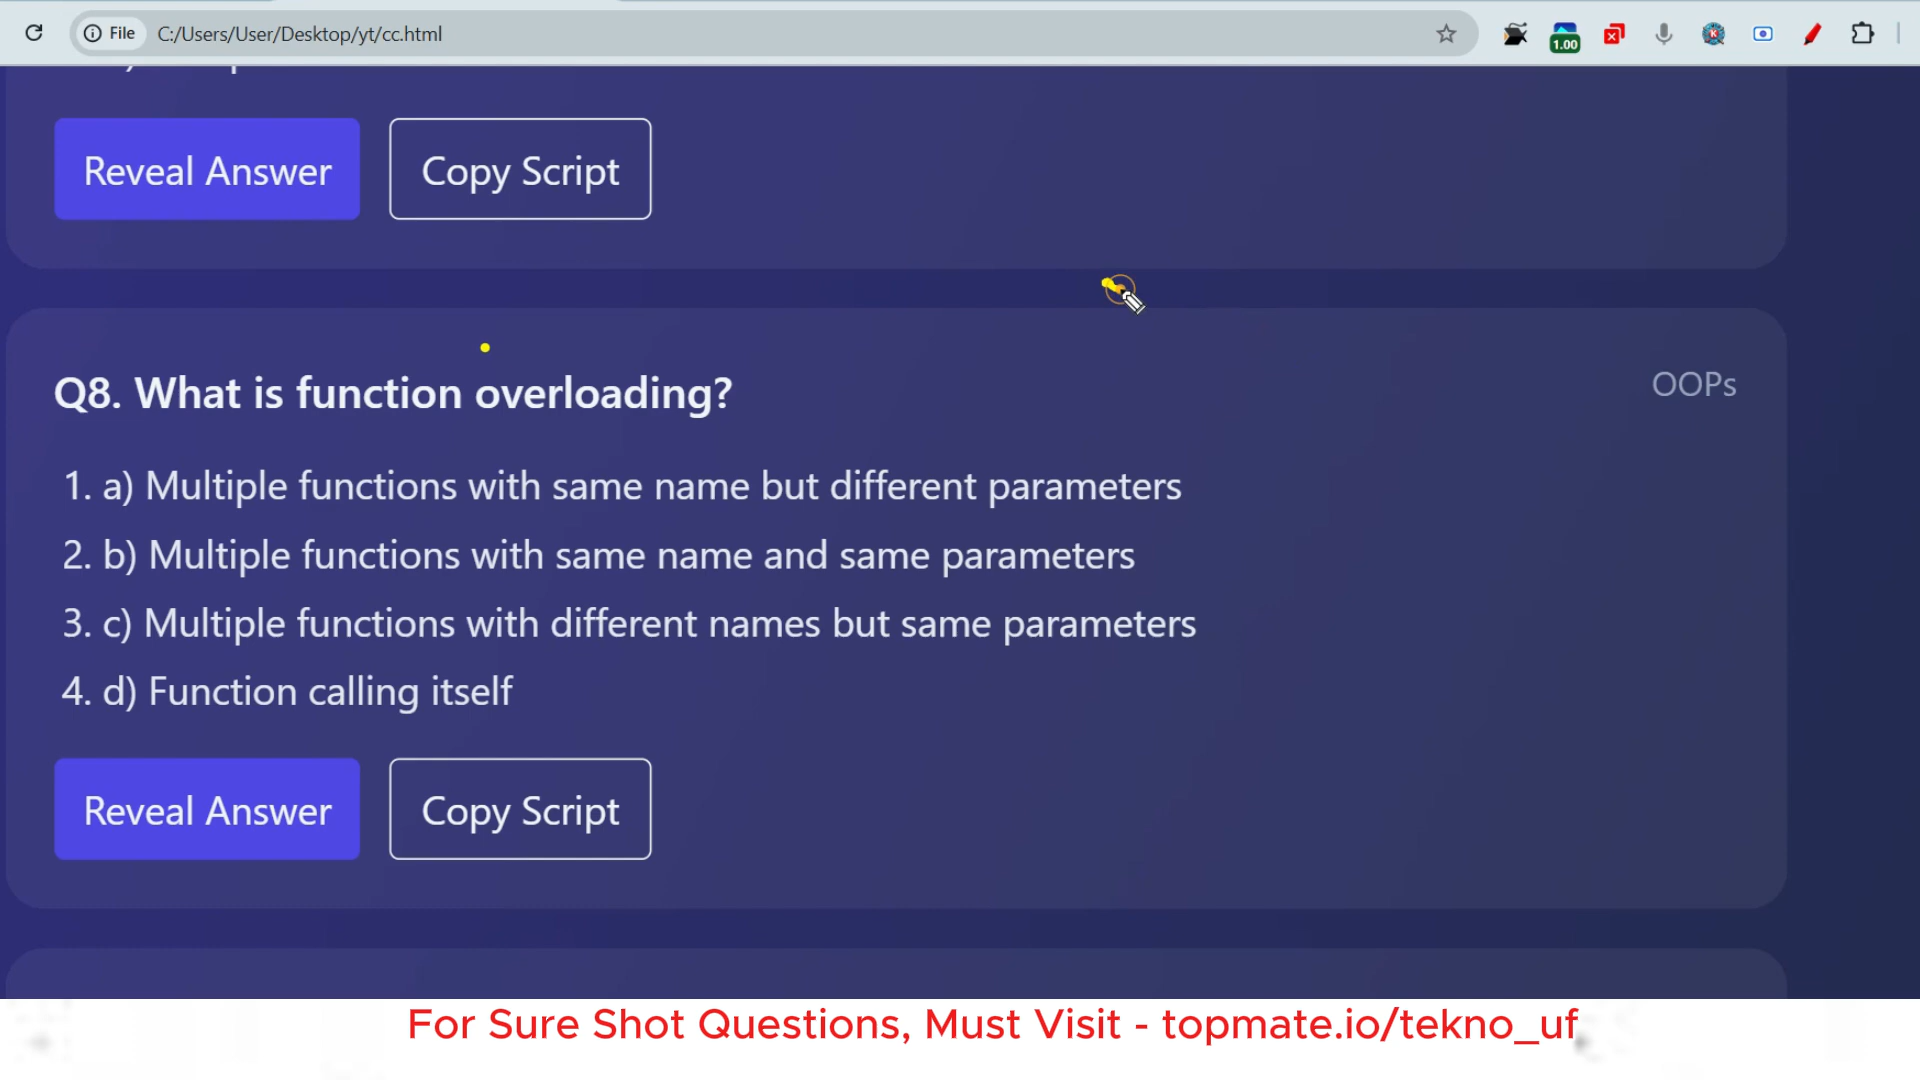 File C:/Users/User/Desktop/yt/cc.html
1.00
Reveal Answer Copy Script
Q8. What is function overloading? OOPs
1. a) Multiple functions with same name but different parameters
2. b) Multiple functions with same name and same parameters
3. c) Multiple functions with different names but same parameters
4. d) Function calling itself
Reveal Answer Copy Script
For Sure Shot Questions, Must Visit - topmate.io/tekno_uf